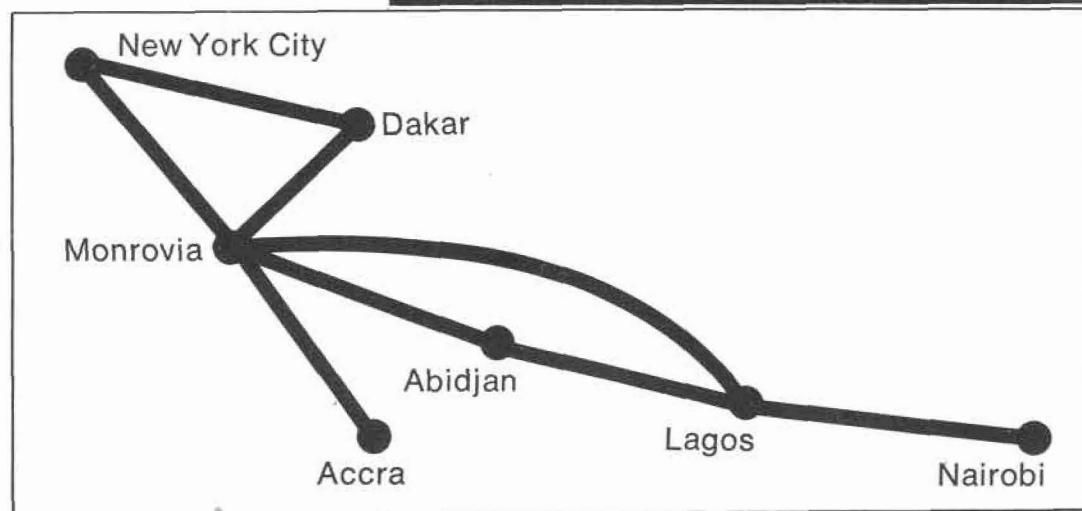 New York City
Dakar
Monrovia
Abidjan
Lagos
Accra
Nairobi